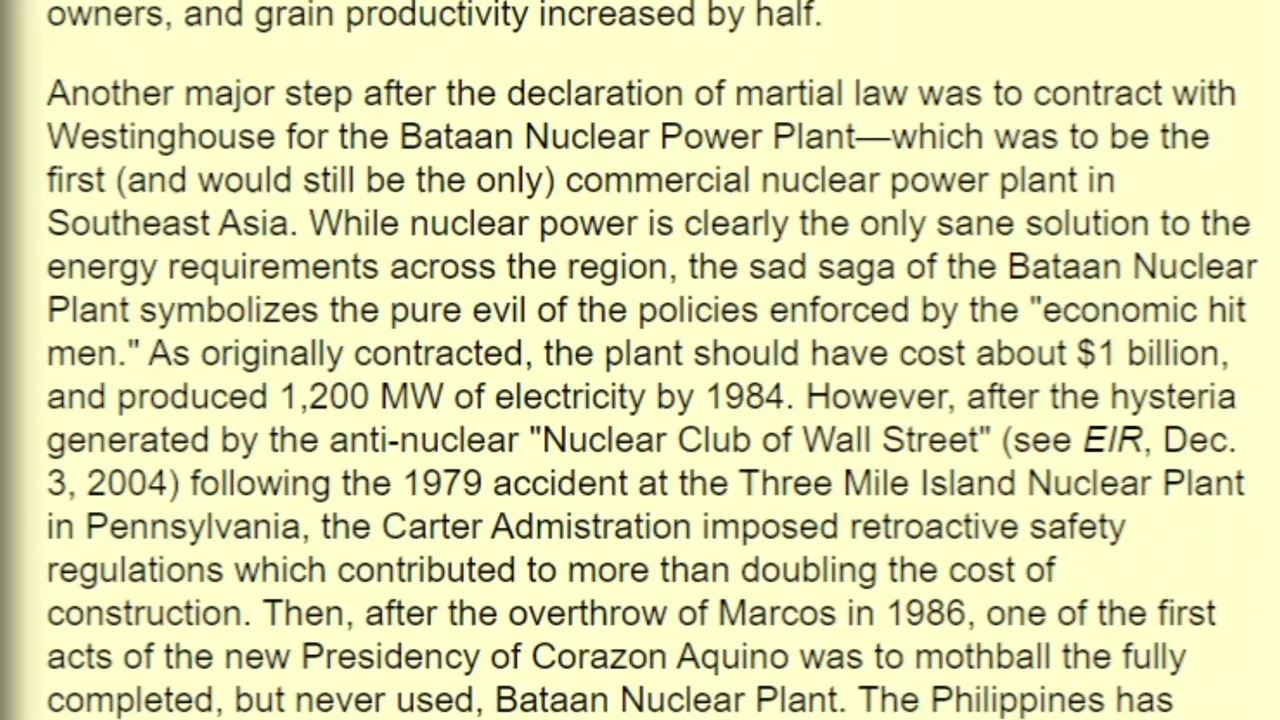 owners, and grain productivity increased by half.
Another major step after the declaration of martial law was to contract with
Westinghouse for the Bataan Nuclear Power Plant—which was to be the
first (and would still be the only) commercial nuclear power plant in
Southeast Asia. While nuclear power is clearly the only sane solution to the
energy requirements across the region, the sad saga of the Bataan Nuclear
Plant symbolizes the pure evil of the policies enforced by the "economic hit
men." As originally contracted, the plant should have cost about $1 billion,
and produced 1,200 MW of electricity by 1984. However, after the hysteria
generated by the anti-nuclear "Nuclear Club of Wall Street" (see EIR, Dec.
3, 2004) following the 1979 accident at the Three Mile Island Nuclear Plant
in Pennsylvania, the Carter Admistration imposed retroactive safety
regulations which contributed to more than doubling the cost of
construction. Then, after the overthrow of Marcos in 1986, one of the first
acts of the new Presidency of Corazon Aquino was to mothball the fully
completed, but never used, Bataan Nuclear Plant. The Philippines has